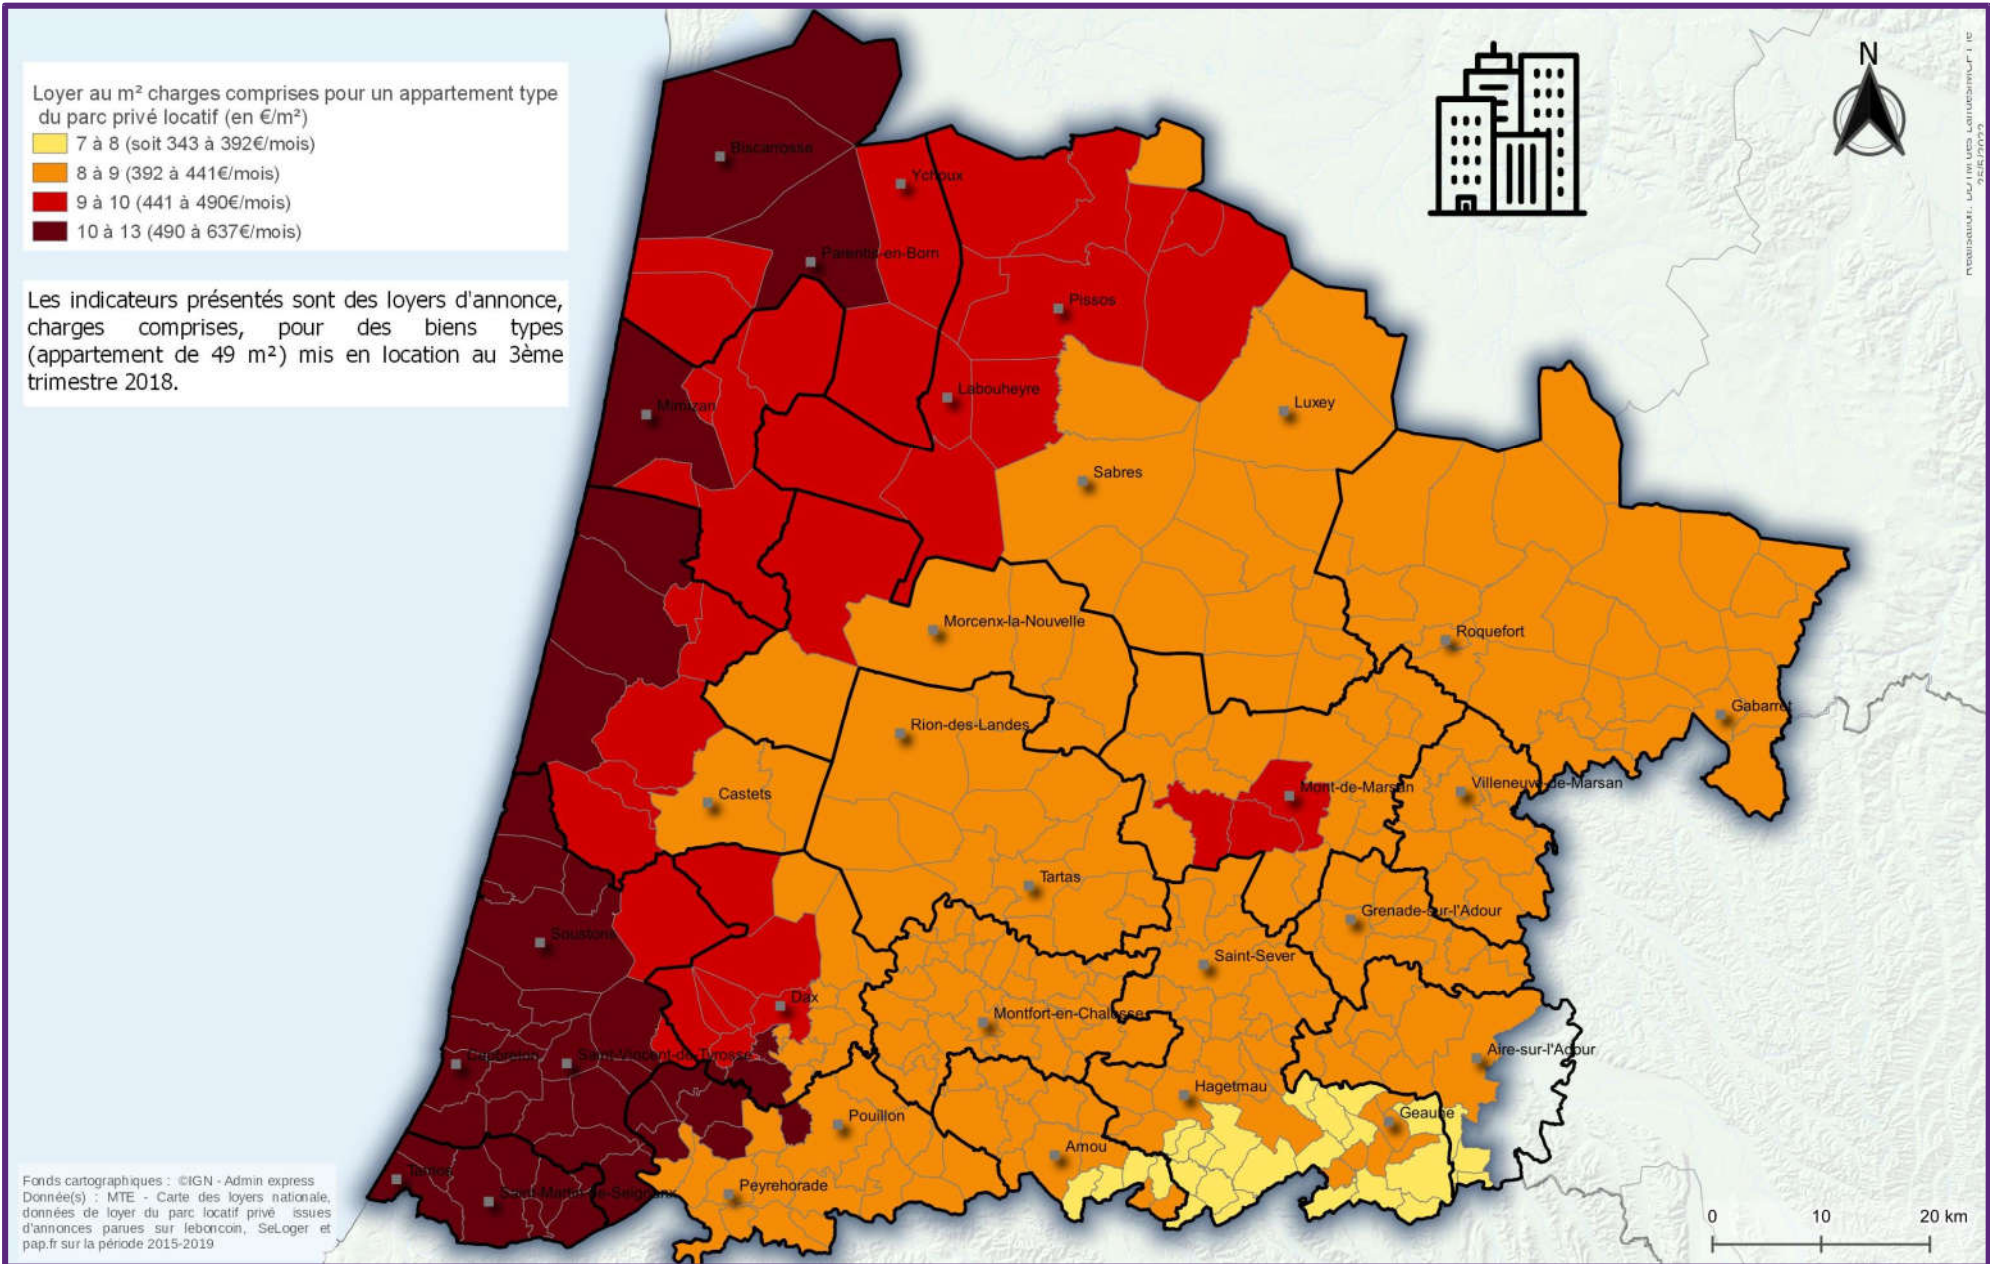 Loyer au m² charges comprises pour un appartement type
du parc privé locatif (en €/m²)
7 à 8 (soit 343 à 392€/mois)
8 à 9 (392 à 441€/mois)
9 à 10 (441 à 490€/mois)
10 à 13 (490 à 637€/mois)
Les indicateurs présentés sont des loyers d'annonce,
charges comprises, pour des biens types
(appartement de 49 m²) mis en location au 3ème
trimestre 2018.
N
25/5/2022
Biscarrosse
Ychoux
Parentis-en-Born
Pissos
Labouheyre
Luxey
Mimizan
Sabres
Morcenx-la-Nouvelle
Roquefort
Gabarret
Rion-des-Landes
Castets
Mont-de-Marsan
Villeneuve-de-Marsan
Tartas
Grenade-sur-l'Adour
Soustons
Saint-Sever
Dax
Montfort-en-Chalosse
Capbreton
Saint-Vincent-de-Tyrosse
Aire-sur-l'Adour
Hagetmau
Geaune
Pouillon
Amou
Tarnos
Saint-Martin-de-Seignanx
Peyrehorade
Fonds cartographiques : ©IGN - Admin express
Donnée(s) : MTE - Carte des loyers nationale,
données de loyer du parc locatif privé issues
d'annonces parues sur leboncoin, SeLoger et
pap.fr sur la période 2015-2019
0 10 20 km